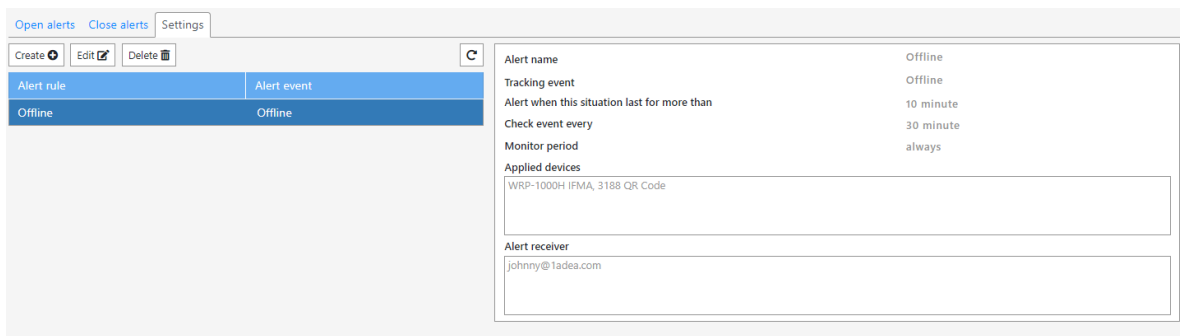 Open alerts Close alerts Settings
Create Edit Delete
Alert rule Alert event
Offline Offline
Alert name Offline
Tracking event Offline
Alert when this situation last for more than 10 minute
Check event every 30 minute
Monitor period always
Applied devices
WRP-1000H IFMA, 3188 QR Code
Alert receiver
johnny@1adea.com